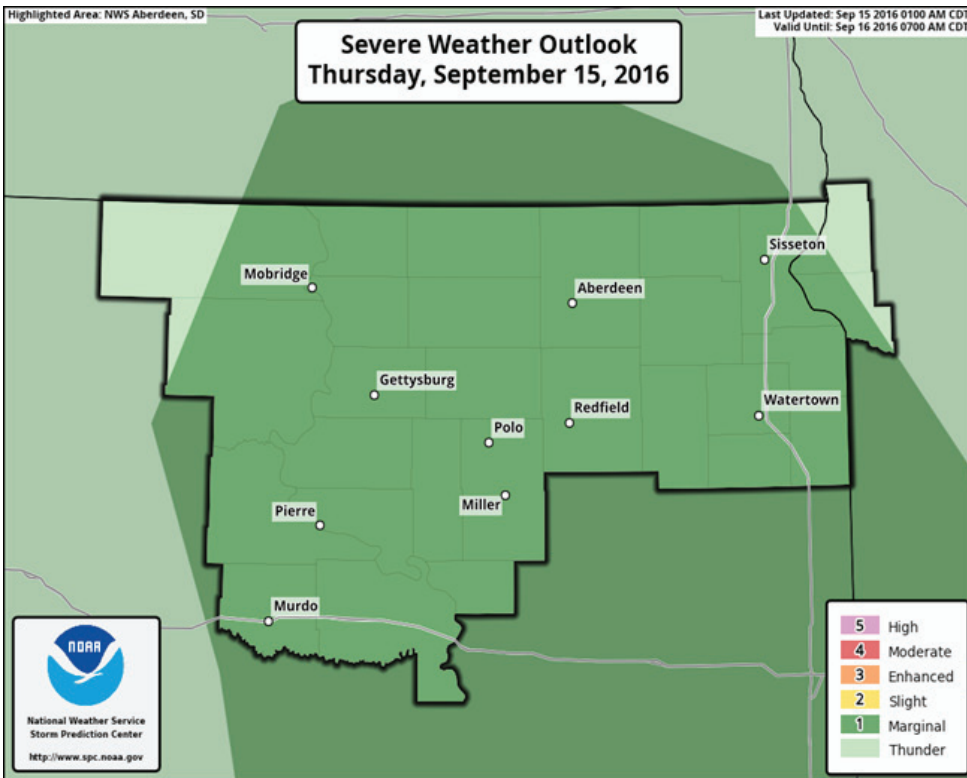 Highlighted Area: NWS Aberdeen, SD
Last Updated: Sep 15 2016 0100 AM CDT
Valid Until: Sep 16 2016 0700 AM CDT
Severe Weather Outlook
Thursday, September 15, 2016
Sisseton
Mobridge
Aberdeen
Gettysburg
Watertown
Redfield
Polo
Miller
Pierre
Murdo
NOAA
National Weather Service
Storm Prediction Center
http://www.spc.noaa.gov
5 High
4 Moderate
3 Enhanced
2 Slight
1 Marginal
Thunder